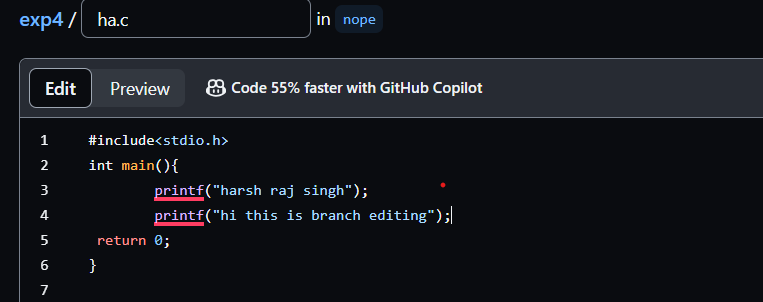 exp4 / ha.c in nope
Edit Preview Code 55% faster with GitHub Copilot
1 #include<stdio.h>
2 int main(){
3 printf("harsh raj singh");
4 printf("hi this is branch editing");
5 return 0;
6 }
7